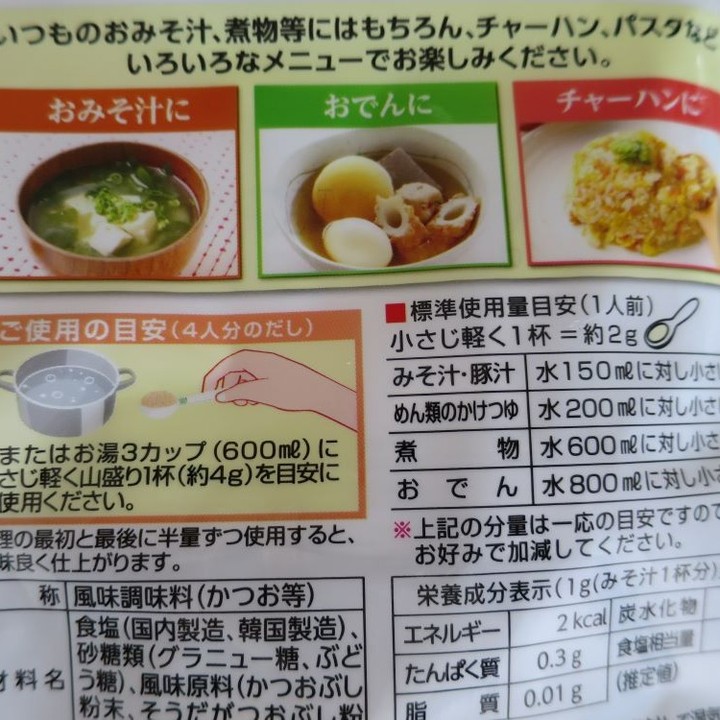 いつものおみそ汁、煮物等にはもちろん、チャーハン、パスタなど
いろいろなメニューでお楽しみください。
おみそ汁に
おでんに
チャーハンに
ご使用の目安(4人分のだし)
またはお湯3カップ(600㎖)に
さじ軽く山盛り1杯(約4g)を目安に
使用ください。
理の最初と最後に半量ずつ使用すると、
味良く仕上がります。
■標準使用量目安(1人前)
小さじ軽く1杯=約2g
みそ汁・豚汁 水150㎖に対し小さ
めん類のかけつゆ 水200㎖に対し小さ
煮物 水600㎖に対し小さ
おでん 水800㎖に対し小さ
※上記の分量は一応の目安ですので
お好みで加減してください。
称 風味調味料(かつお等)
材料名 食塩(国内製造、韓国製造)、
砂糖類(グラニュー糖、ぶど
う糖)、風味原料(かつおぶし
粉末、そうだがつおぶし粉
栄養成分表示(1g(みそ汁1杯分)
エネルギー 2kcal 炭水化物
たんぱく質 0.3g 食塩相当量
脂質 0.01g (推定値)